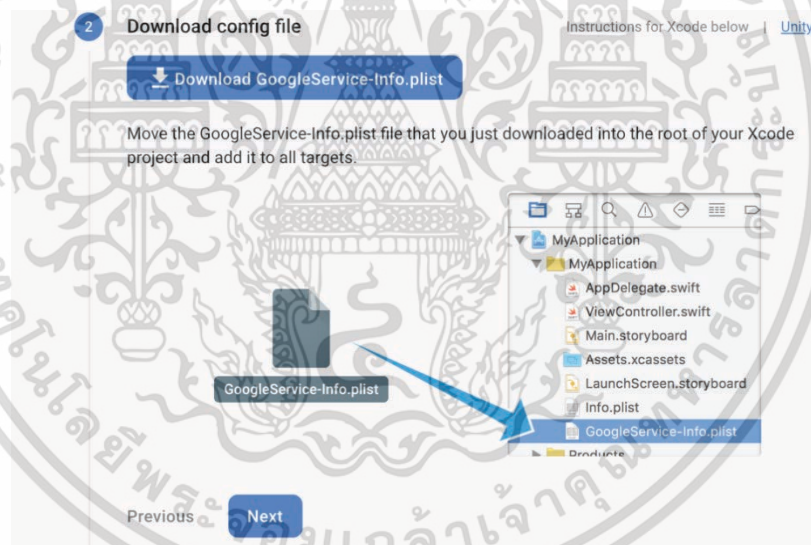 2 Download config file Instructions for Xcode below | Unity
Download GoogleService-Info.plist
Move the GoogleService-Info.plist file that you just downloaded into the root of your Xcode
project and add it to all targets.
MyApplication
MyApplication
AppDelegate.swift
ViewController.swift
Main.storyboard
Assets.xcassets
LaunchScreen.storyboard
Info.plist
GoogleService-Info.plist
Products
GoogleService-Info.plist
Previous Next